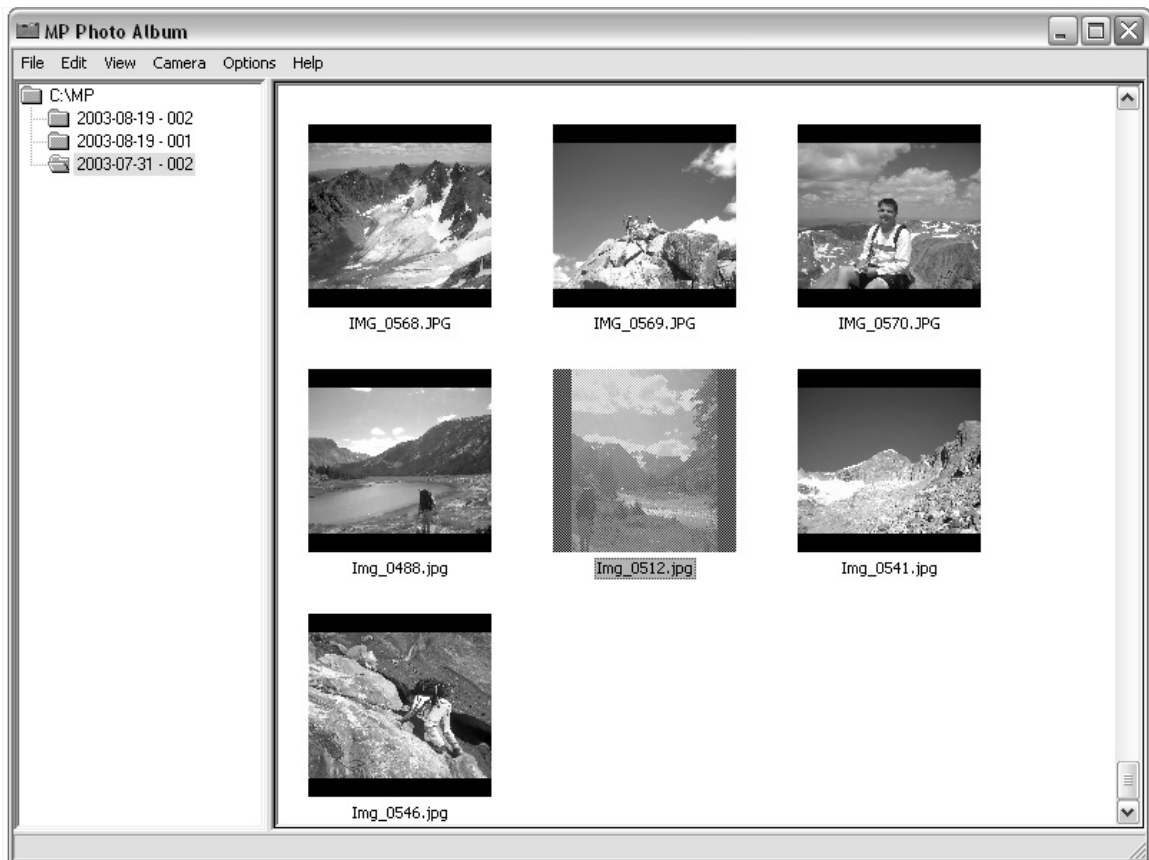 MP Photo Album
File Edit View Camera Options Help
C:\MP
2003-08-19 - 002
2003-08-19 - 001
2003-07-31 - 002
IMG_0568.JPG IMG_0569.JPG IMG_0570.JPG
Img_0488.jpg Img_0512.jpg Img_0541.jpg
Img_0546.jpg